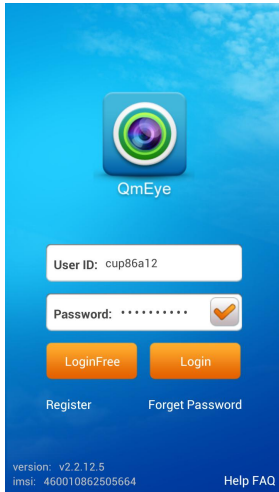 QmEye
User ID: cup86a12
Password: ··········
LoginFree Login
Register Forget Password
version: v2.2.12.5
imsi: 460010862505664 Help FAQ